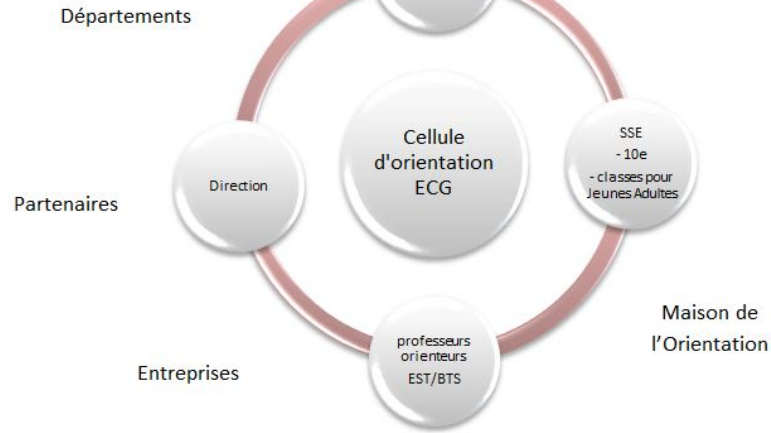 Départements
Cellule
d'orientation
ECG
SSE
- 10e
- classes pour
Jeunes Adultes
Direction
Partenaires
Maison de
l'Orientation
professeurs
orienteurs
EST/BTS
Entreprises